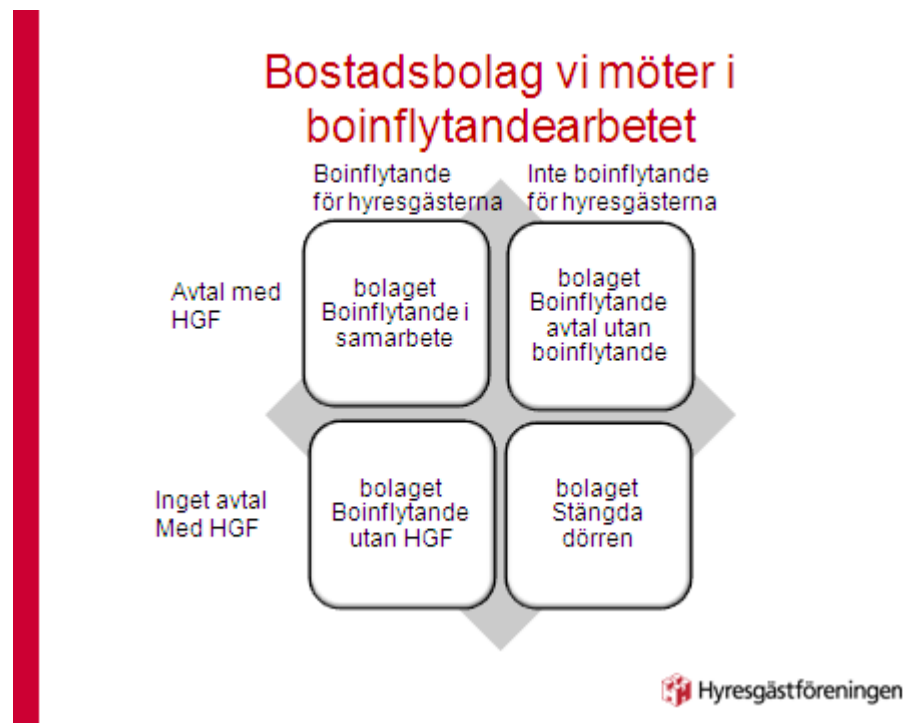 Bostadsbolag vi möter i
boinflytandearbetet
Boinflytande
för hyresgästerna
Inte boinflytande
för hyresgästerna
Avtal med
HGF
bolaget
Boinflytande i
samarbete
bolaget
Boinflytande
avtal utan
boinflytande
Inget avtal
Med HGF
bolaget
Boinflytande
utan HGF
bolaget
Stängda
dörren
Hyresgästföreningen